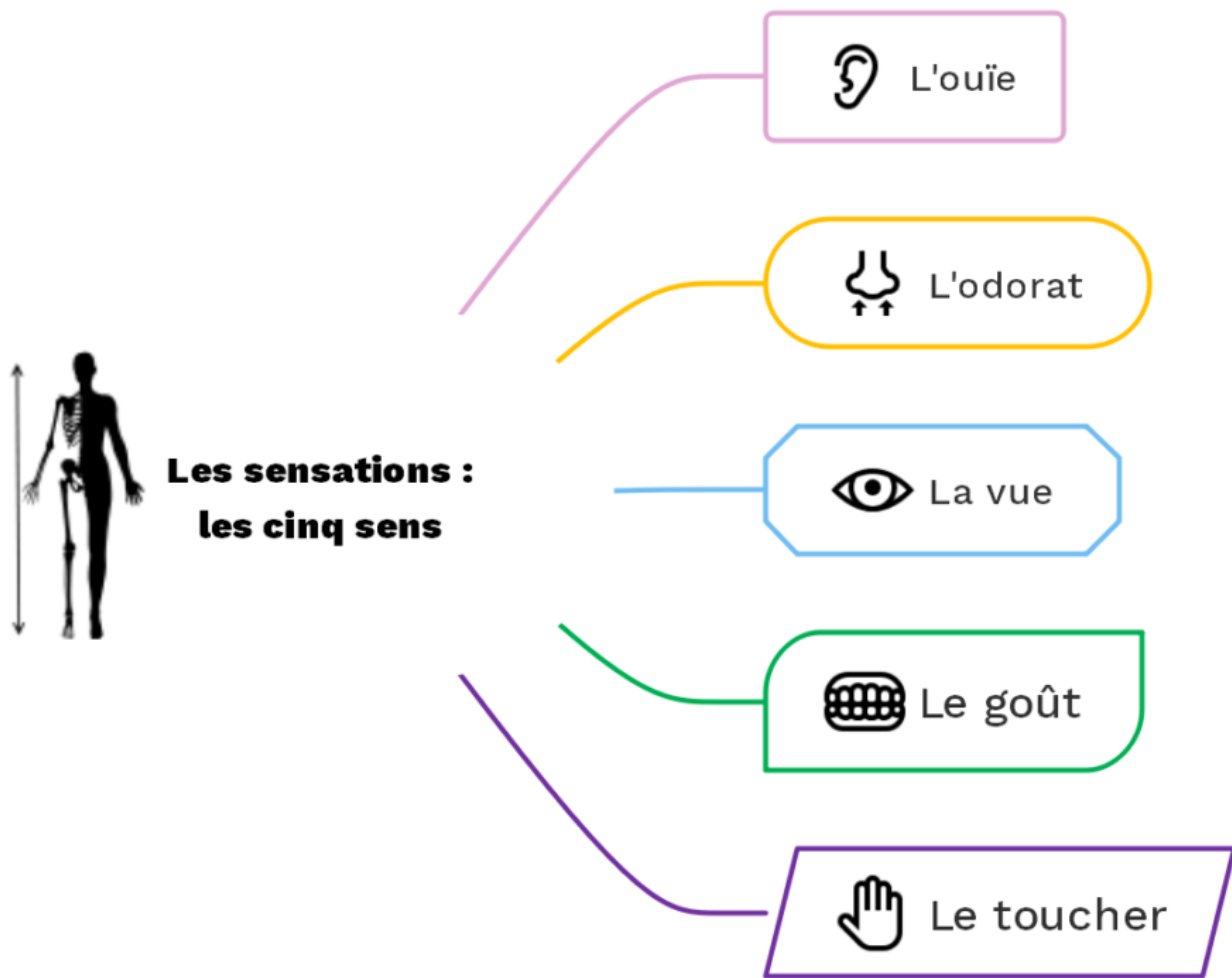 L'ouïe
L'odorat
Les sensations :
les cinq sens
La vue
Le goût
Le toucher